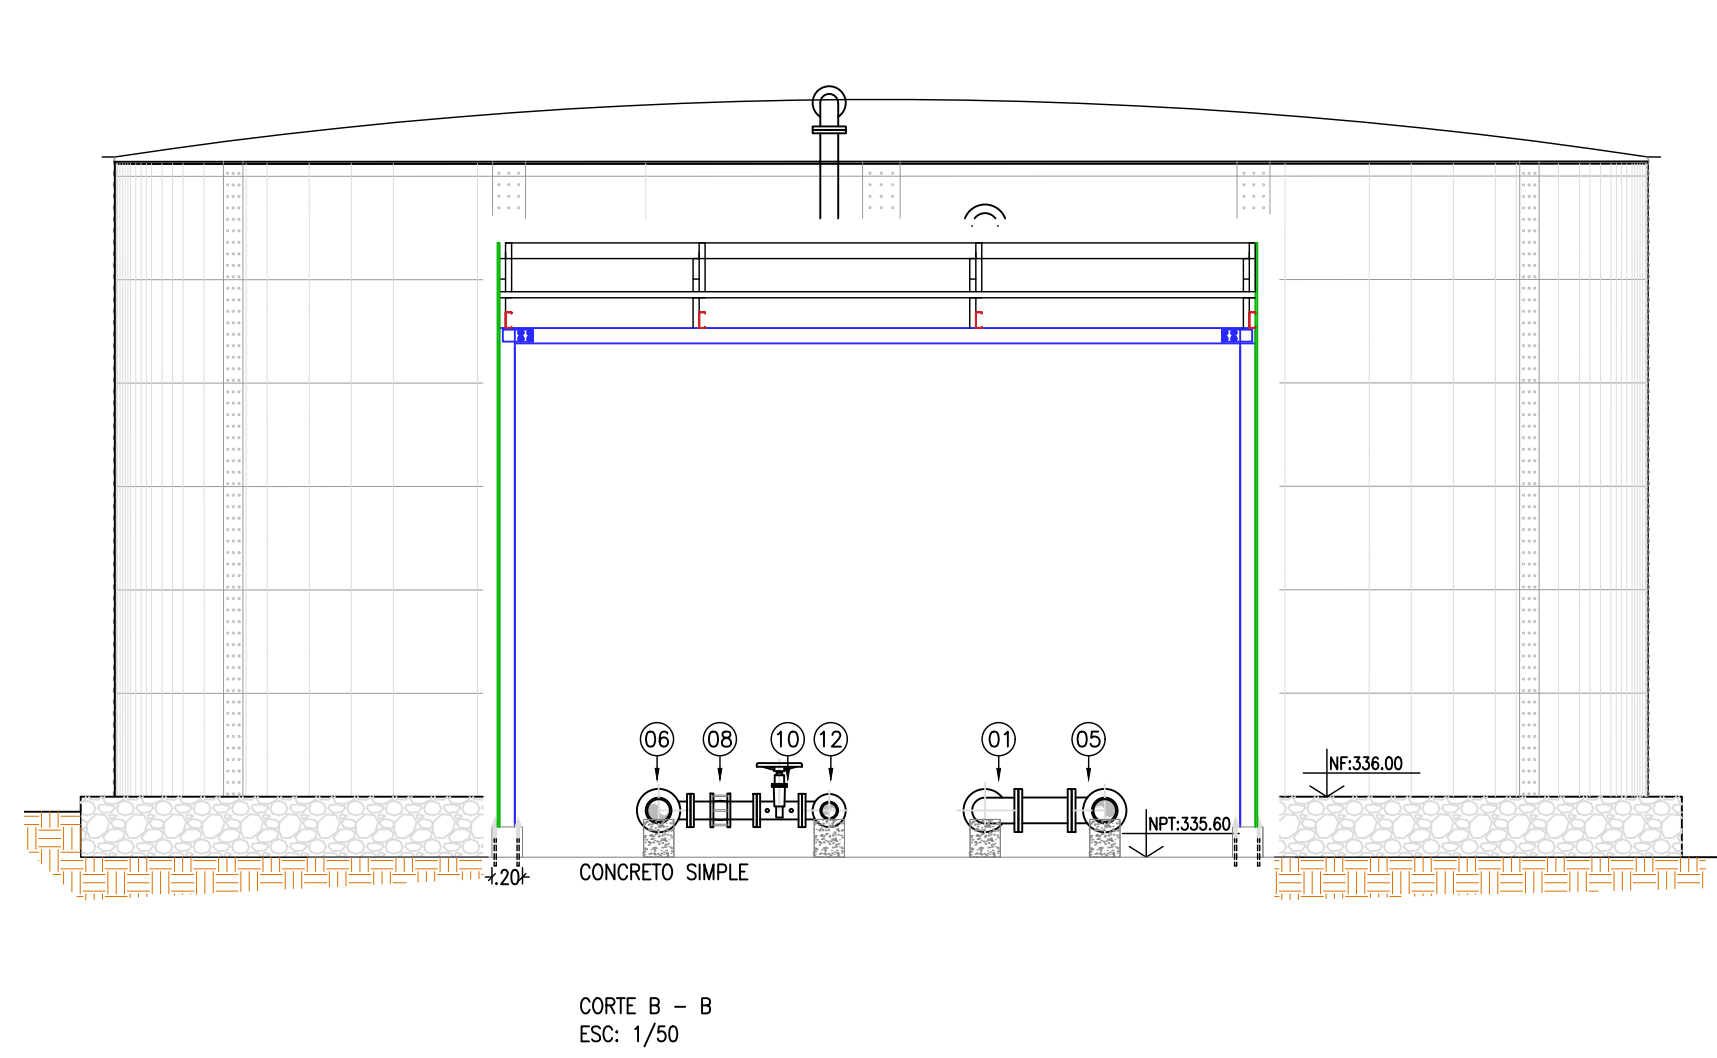 06 08 10 12 01 05
NF:336.00
NPT:335.60
.20
CONCRETO SIMPLE
CORTE B - B
ESC: 1/50